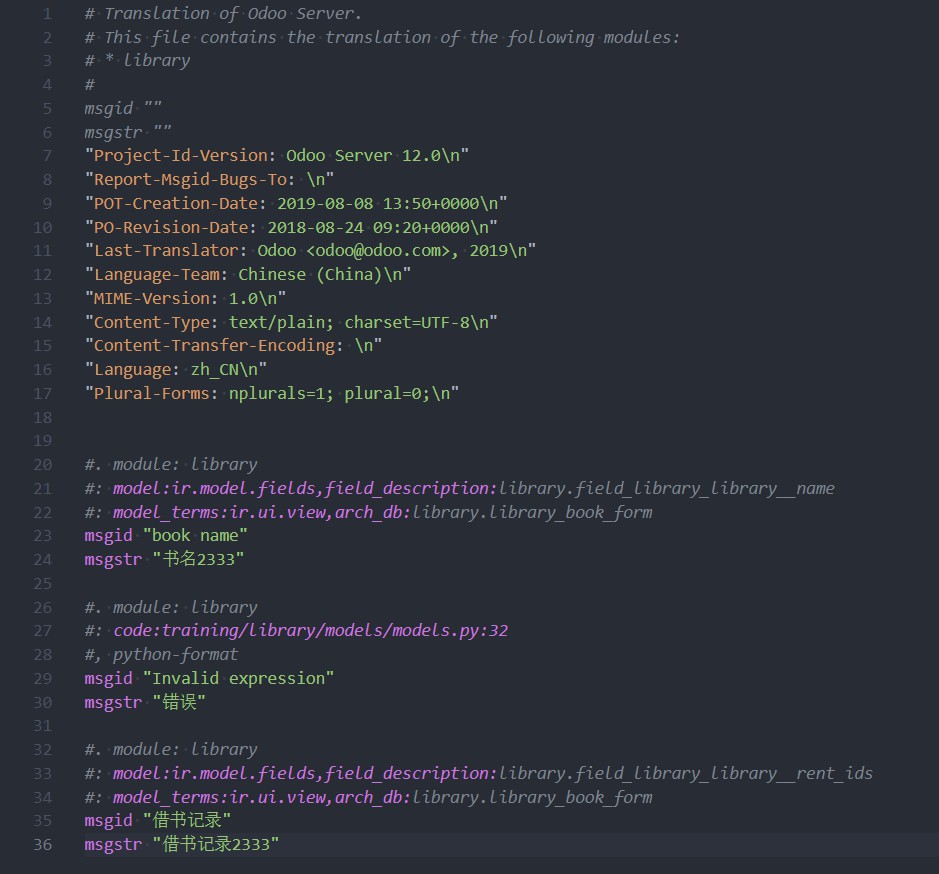 1 # Translation of Odoo Server.
2 # This file contains the translation of the following modules:
3 # * library
4 #
5 msgid ""
6 msgstr ""
7 "Project-Id-Version: Odoo Server 12.0\n"
8 "Report-Msgid-Bugs-To: \n"
9 "POT-Creation-Date: 2019-08-08 13:50+0000\n"
10 "PO-Revision-Date: 2018-08-24 09:20+0000\n"
11 "Last-Translator: Odoo <odoo@odoo.com>, 2019\n"
12 "Language-Team: Chinese (China)\n"
13 "MIME-Version: 1.0\n"
14 "Content-Type: text/plain; charset=UTF-8\n"
15 "Content-Transfer-Encoding: \n"
16 "Language: zh_CN\n"
17 "Plural-Forms: nplurals=1; plural=0;\n"
18
19
20 #. module: library
21 #: model:ir.model.fields,field_description:library.field_library_library__name
22 #: model_terms:ir.ui.view,arch_db:library.library_book_form
23 msgid "book name"
24 msgstr "书名2333"
25
26 #. module: library
27 #: code:training/library/models/models.py:32
28 #, python-format
29 msgid "Invalid expression"
30 msgstr "错误"
31
32 #. module: library
33 #: model:ir.model.fields,field_description:library.field_library_library__rent_ids
34 #: model_terms:ir.ui.view,arch_db:library.library_book_form
35 msgid "借书记录"
36 msgstr "借书记录2333"